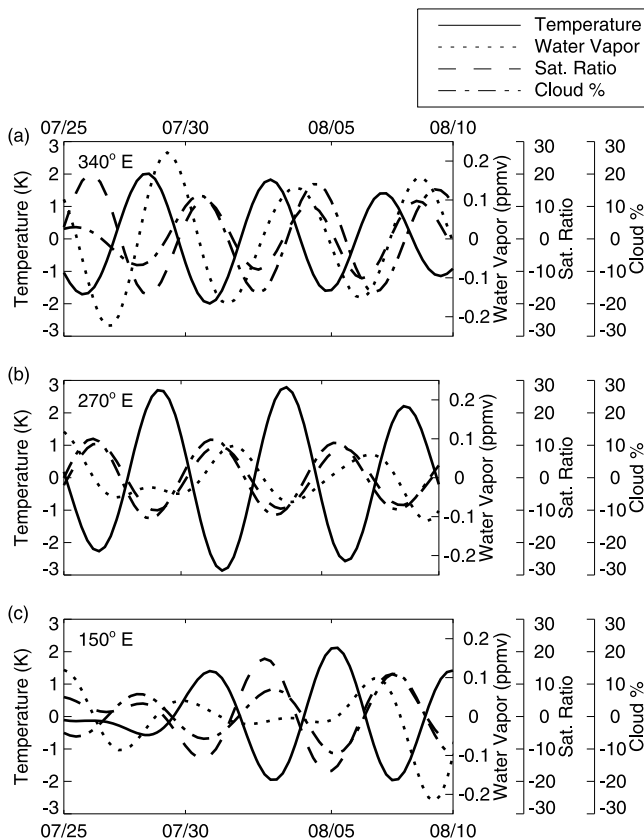 Temperature
Water Vapor
Sat. Ratio
Cloud %
(a)
07/25 07/30 08/05 08/10
340° E
3 2 1 0 -1 -2 -3
Temperature (K)
0.2 0.1 0 -0.1 -0.2
Water Vapor (ppmv)
30 20 10 0 -10 -20 -30
Sat. Ratio
30 20 10 0 -10 -20 -30
Cloud %
(b)
270° E
3 2 1 0 -1 -2 -3
Temperature (K)
0.2 0.1 0 -0.1 -0.2
Water Vapor (ppmv)
30 20 10 0 -10 -20 -30
Sat. Ratio
30 20 10 0 -10 -20 -30
Cloud %
(c)
150° E
3 2 1 0 -1 -2 -3
Temperature (K)
0.2 0.1 0 -0.1 -0.2
Water Vapor (ppmv)
30 20 10 0 -10 -20 -30
Sat. Ratio
30 20 10 0 -10 -20 -30
Cloud %
07/25 07/30 08/05 08/10